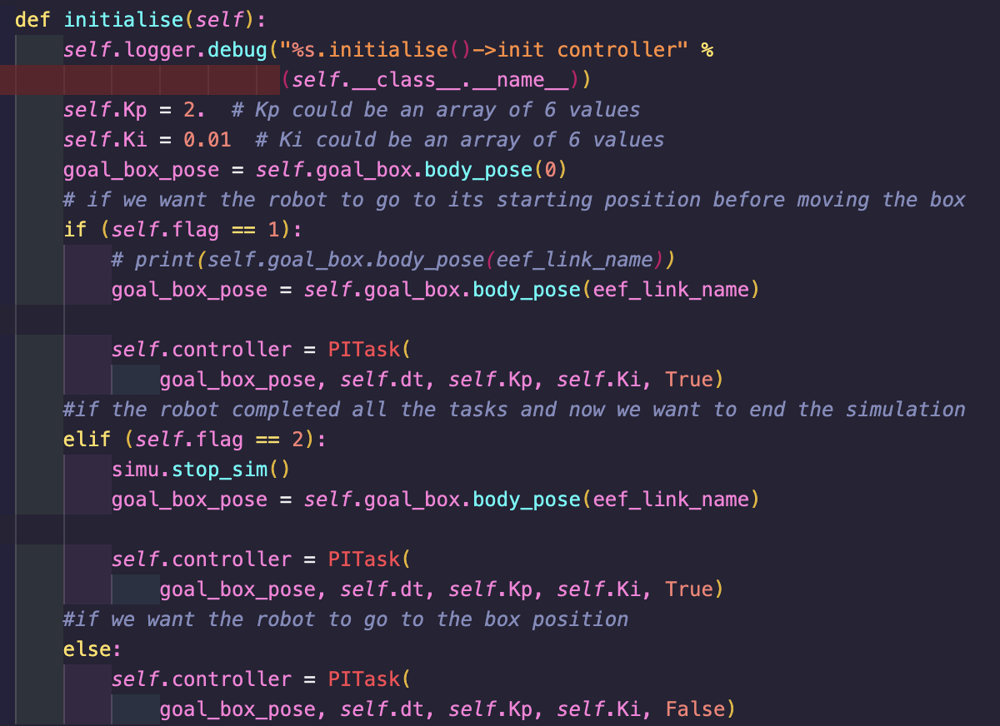 def initialise(self):
    self.logger.debug("%s.initialise()->init controller" %
                      (self.__class__.__name__))
    self.Kp = 2.  # Kp could be an array of 6 values
    self.Ki = 0.01  # Ki could be an array of 6 values
    goal_box_pose = self.goal_box.body_pose(0)
    # if we want the robot to go to its starting position before moving the box
    if (self.flag == 1):
        # print(self.goal_box.body_pose(eef_link_name))
        goal_box_pose = self.goal_box.body_pose(eef_link_name)

        self.controller = PITask(
            goal_box_pose, self.dt, self.Kp, self.Ki, True)
    #if the robot completed all the tasks and now we want to end the simulation
    elif (self.flag == 2):
        simu.stop_sim()
        goal_box_pose = self.goal_box.body_pose(eef_link_name)

        self.controller = PITask(
            goal_box_pose, self.dt, self.Kp, self.Ki, True)
    #if we want the robot to go to the box position
    else:
        self.controller = PITask(
            goal_box_pose, self.dt, self.Kp, self.Ki, False)